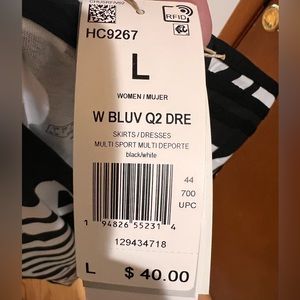 RFID
HC9267
L
WOMEN / MUJER
W BLUV Q2 DRE
SKIRTS / DRESSES
MULTI SPORT MULTI DEPORTE
black/white
44
700
UPC
1 94826 55231 4
129434718
L $ 40.00